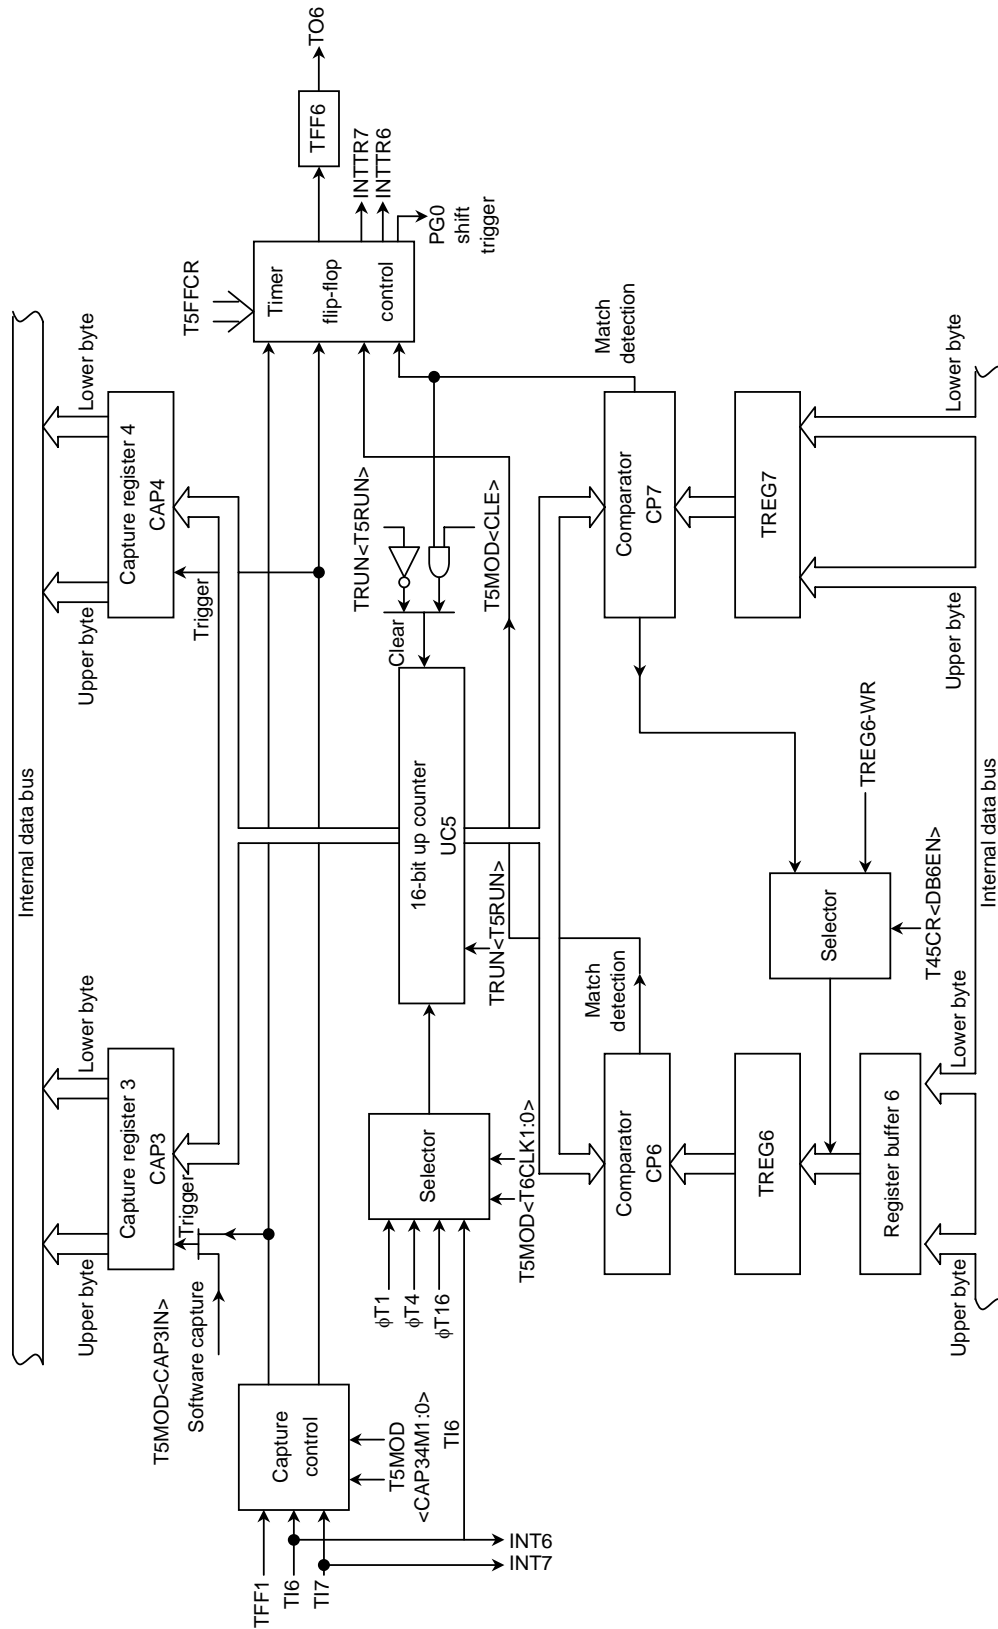 Internal data bus
Upper byte
Lower byte
Upper byte
Lower byte
Capture register 3
CAP3
Capture register 4
CAP4
T5MOD<CAP3IN>
Software capture
Trigger
Trigger
T5FFCR
TFF1
TI6
TI7
Capture
control
T5MOD
<CAP34M1:0>
TI6
INT6
INT7
Timer
flip-flop
control
TFF6
TO6
INTTR7
INTTR6
PG0
shift
trigger
TRUN<T5RUN>
Clear
T5MOD<CLE>
φT1
φT4
φT16
Selector
T5MOD<T6CLK1:0>
16-bit up counter
UC5
TRUN<T5RUN>
Match
detection
Match
detection
Comparator
CP6
Comparator
CP7
TREG6
TREG7
Register buffer 6
Selector
TREG6-WR
T45CR<DB6EN>
Upper byte
Lower byte
Upper byte
Lower byte
Internal data bus